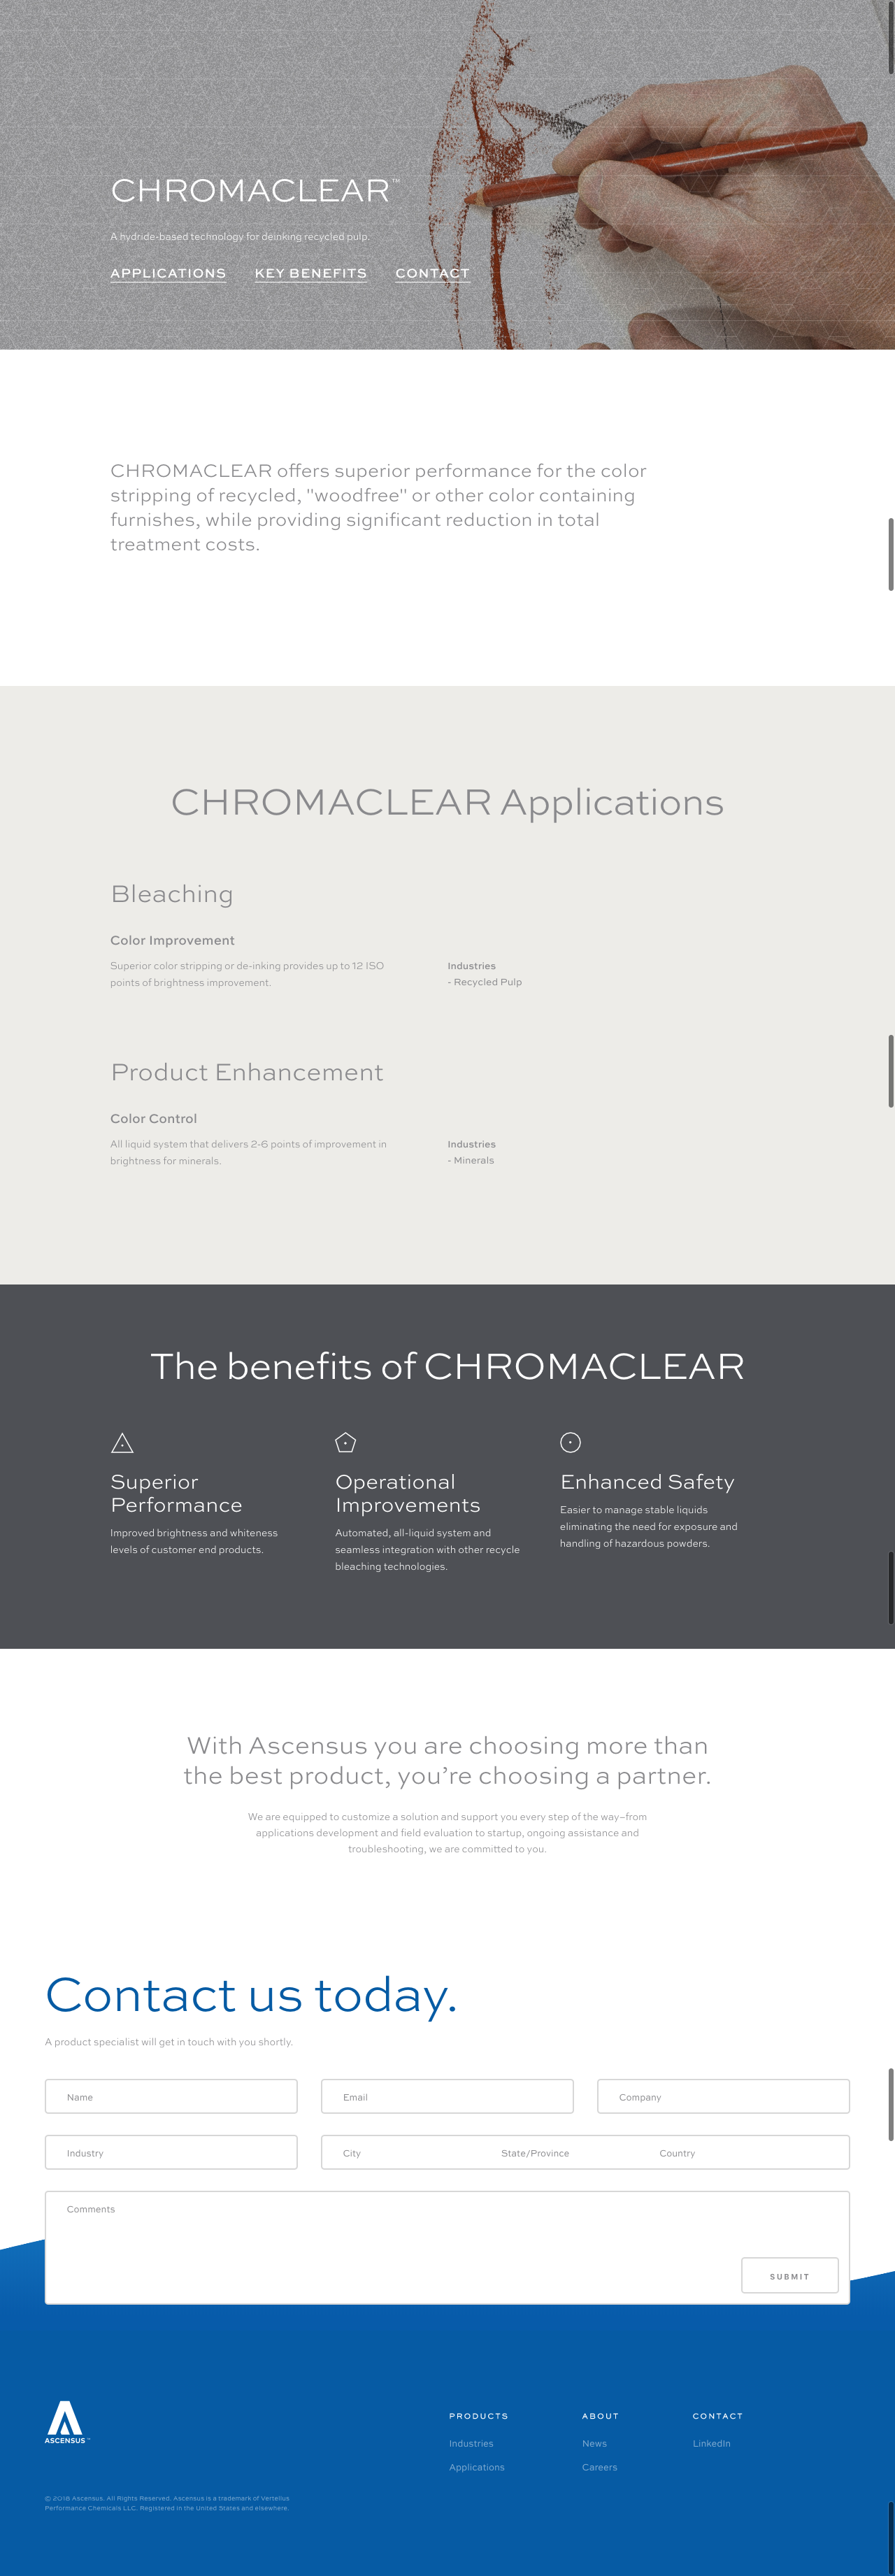 CHROMACLEAR™
A hydride-based technology for deinking recycled pulp.
APPLICATIONS KEY BENEFITS CONTACT
CHROMACLEAR offers superior performance for the color
stripping of recycled, "woodfree" or other color containing
furnishes, while providing significant reduction in total
treatment costs.
CHROMACLEAR Applications
Bleaching
Color Improvement
Superior color stripping or de-inking provides up to 12 ISO
points of brightness improvement.
Industries
- Recycled Pulp
Product Enhancement
Color Control
All liquid system that delivers 2-6 points of improvement in
brightness for minerals.
Industries
- Minerals
The benefits of CHROMACLEAR
Superior
Performance
Improved brightness and whiteness
levels of customer end products.
Operational
Improvements
Automated, all-liquid system and
seamless integration with other recycle
bleaching technologies.
Enhanced Safety
Easier to manage stable liquids
eliminating the need for exposure and
handling of hazardous powders.
With Ascensus you are choosing more than
the best product, you’re choosing a partner.
We are equipped to customize a solution and support you every step of the way–from
applications development and field evaluation to startup, ongoing assistance and
troubleshooting, we are committed to you.
Contact us today.
A product specialist will get in touch with you shortly.
Name Email Company
Industry City State/Province Country
Comments
SUBMIT
ASCENSUS™
PRODUCTS
Industries
Applications
ABOUT
News
Careers
CONTACT
LinkedIn
© 2018 Ascensus. All Rights Reserved. Ascensus is a trademark of Vertellus
Performance Chemicals LLC. Registered in the United States and elsewhere.